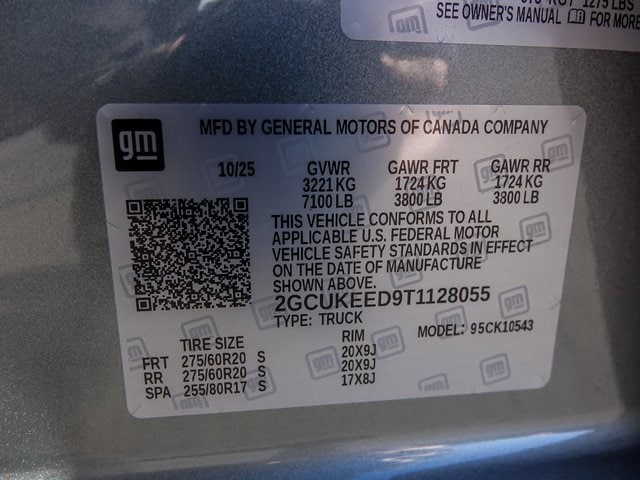 1275 LBS
SEE OWNER'S MANUAL FOR MORE
gm
MFD BY GENERAL MOTORS OF CANADA COMPANY
10/25 GVWR GAWR FRT GAWR RR
3221 KG 1724 KG 1724 KG
7100 LB 3800 LB 3800 LB
THIS VEHICLE CONFORMS TO ALL
APPLICABLE U.S. FEDERAL MOTOR
VEHICLE SAFETY STANDARDS IN EFFECT
ON THE DATE OF MANUFACTURE
SHOWN ABOVE.
2GCUKEED9T1128055
TYPE: TRUCK MODEL: 95CK10543
TIRE SIZE RIM
FRT 275/60R20 S 20X9J
RR 275/60R20 S 20X9J
SPA 255/80R17 S 17X8J